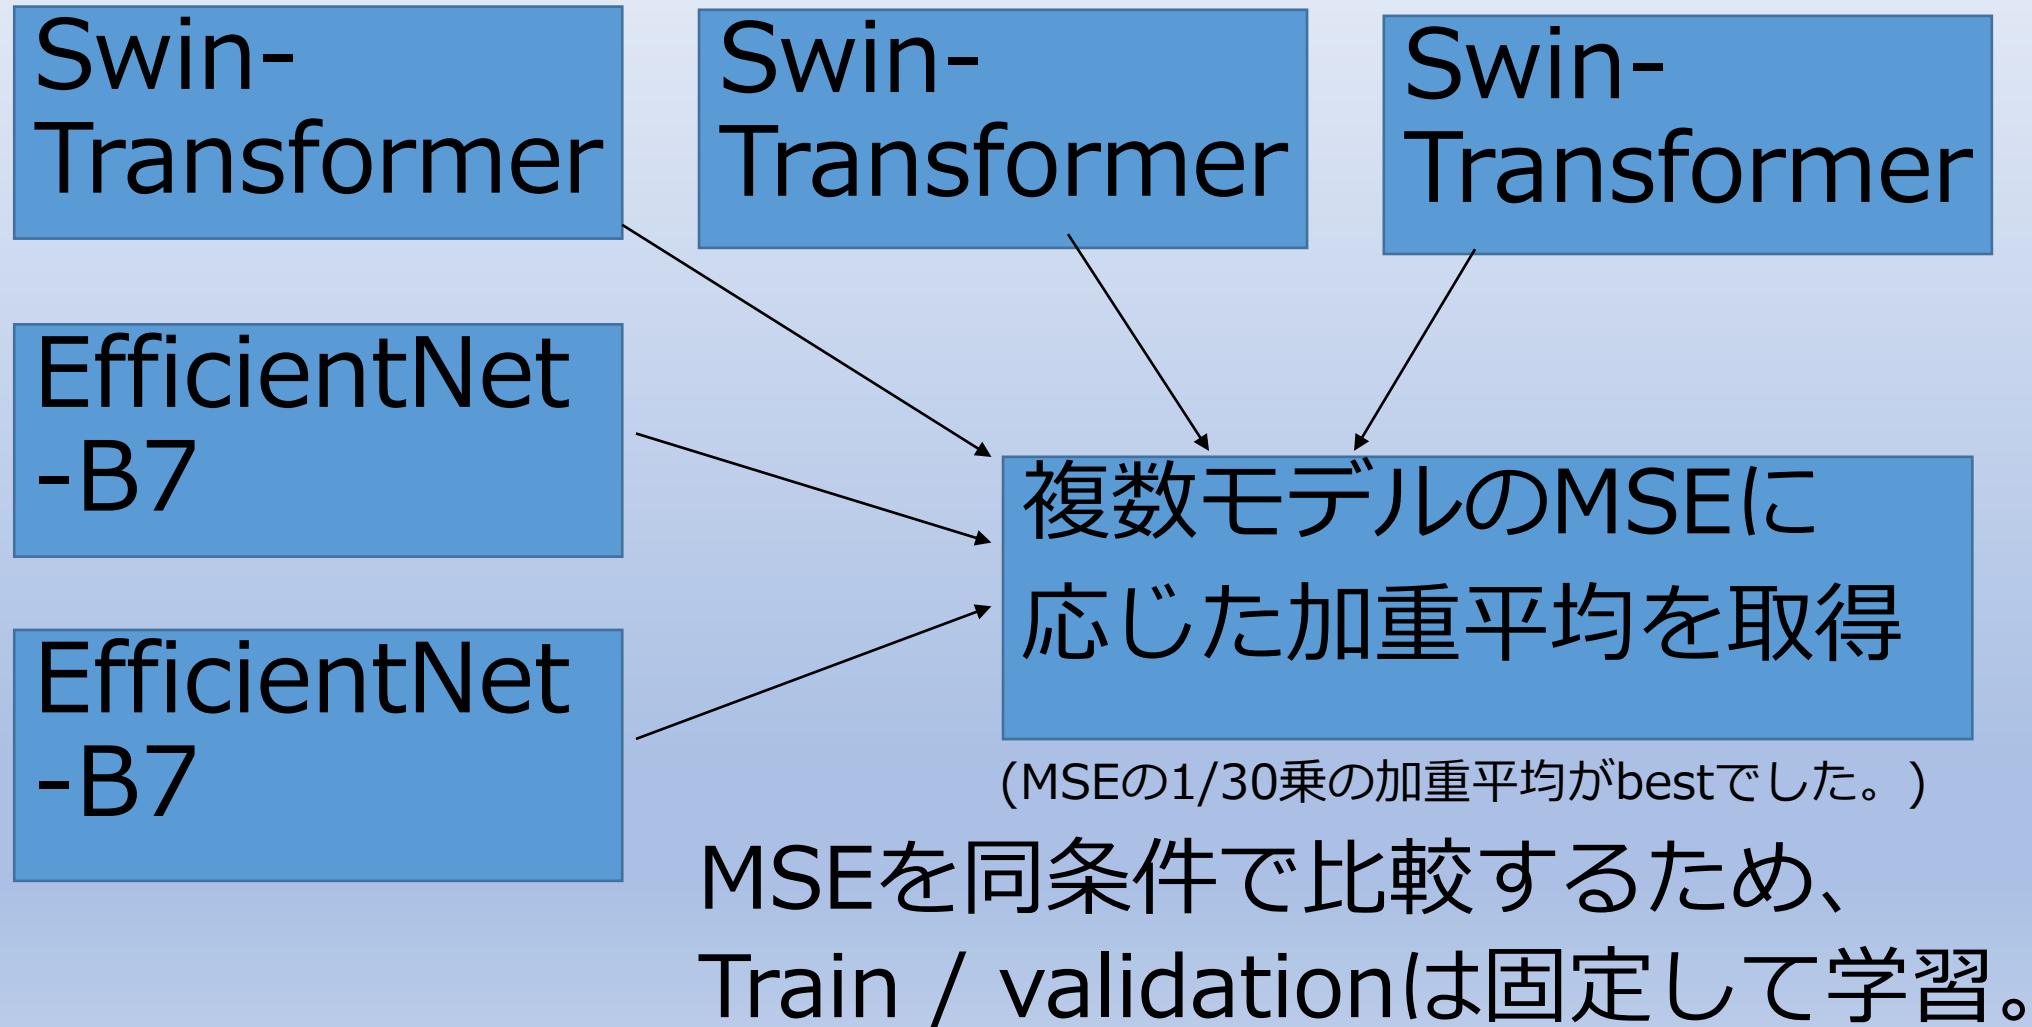 Swin-
Transformer
Swin-
Transformer
Swin-
Transformer
EfficientNet
-B7
EfficientNet
-B7
複数モデルのMSEに
応じた加重平均を取得
(MSEの1/30乗の加重平均がbestでした。)
MSEを同条件で比較するため、
Train / validationは固定して学習。